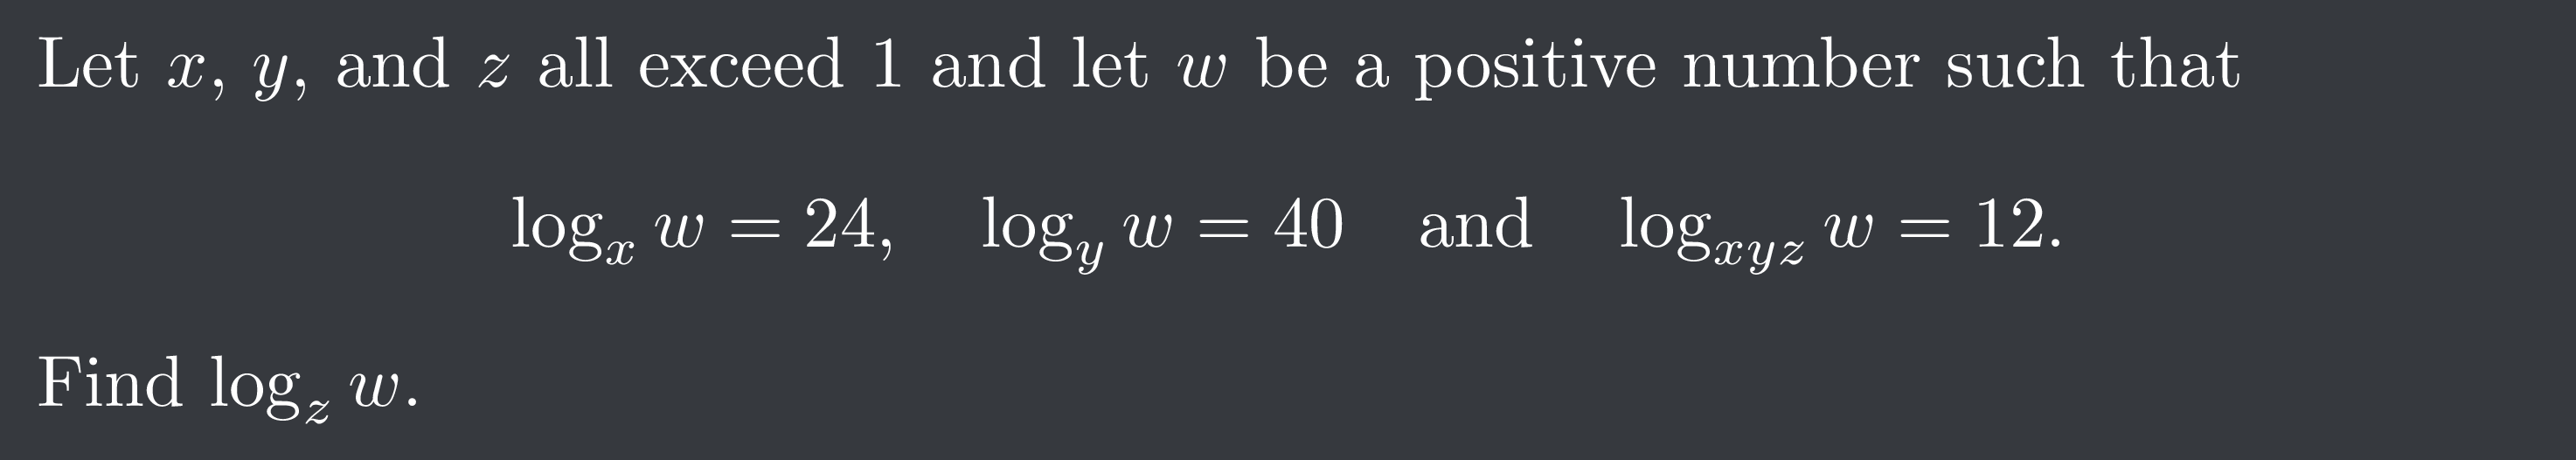 Let x, y, and z all exceed 1 and let w be a positive number such that
log_x w = 24, log_y w = 40 and log_{xyz} w = 12.
Find log_z w.